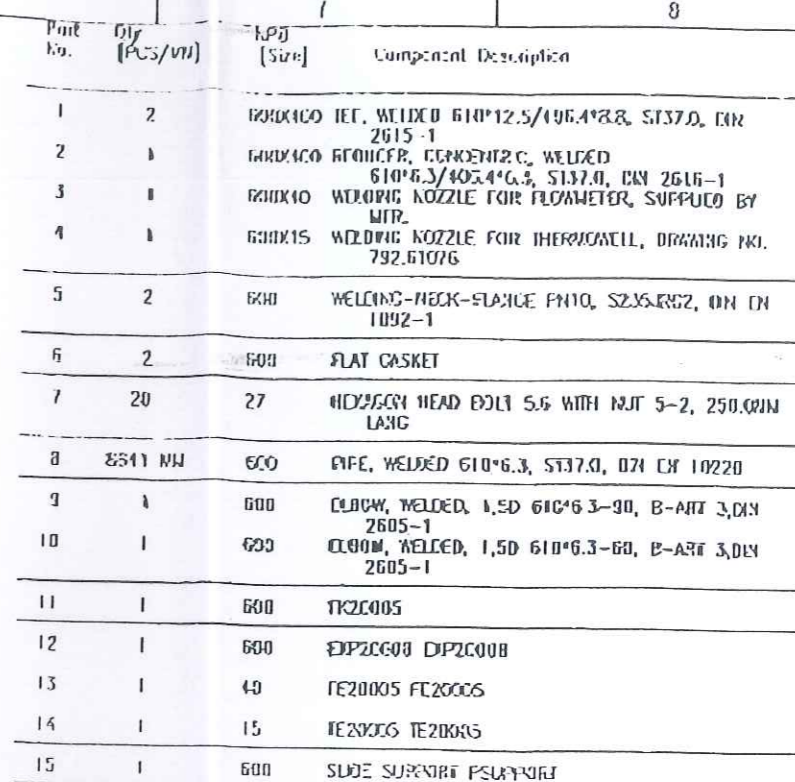 7 8
Part Qty NPD
No. [PCS/MM] [Size] Component Description
1 2 600X400 TEE, WELDED 610*12.5/406.4*8.8, ST37.0, DIN
2615-1
2 1 600X400 REDUCER, CONCENTRIC, WELDED
610*6.3/406.4*6.3, ST37.0, DIN 2616-1
3 1 600X40 WELDING NOZZLE FOR FLOWMETER, SUPPLIED BY
MFR.
4 1 600X15 WELDING NOZZLE FOR THERMOWELL, DRAWING NO.
792.61076
5 2 600 WELDING-NECK-FLANGE PN10, S235JRG2, DIN EN
1092-1
6 2 600 FLAT GASKET
7 20 27 HEXAGON HEAD BOLT 5.6 WITH NUT 5-2, 250.0MM
LANG
8 MM 600 PIPE, WELDED 610*6.3, ST37.0, DIN EN 10220
9 1 600 ELBOW, WELDED, 1,5D 610*6.3-90, B-ART 3,DIN
2605-1
10 1 600 ELBOW, WELDED, 1,5D 610*6.3-60, B-ART 3,DIN
2605-1
11 1 600
12 1 600
13 1 40
14 1 15
15 1 600 SLIDE SUPPORT